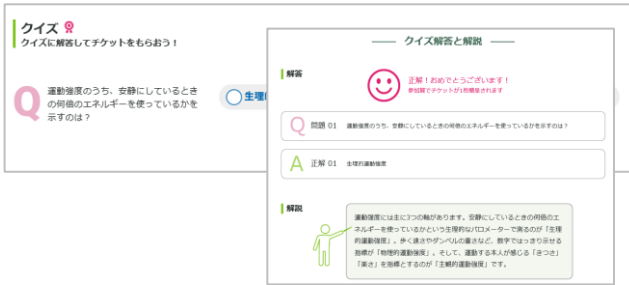 クイズ
クイズに解答してチケットをもらおう！
Q
運動強度のうち、安静にしているとき
の何倍のエネルギーを使っているかを
示すのは？
生理
クイズ解答と解説
解答
正解！おめでとうございます！
参加賞でチケットが1枚贈呈されます
Q 問題 01 運動強度のうち、安静にしているときの何倍のエネルギーを使っているかを示すのは？
A 正解 01 生理的運動強度
解説
運動強度には主に3つの軸があります。安静にしているときの何倍のエ
ネルギーを使っているかという生理的なバロメーターで測るのが「生理
的運動強度」。歩く速さやダンベルの重さなど、数字ではっきり示せる
指標が「物理的運動強度」。そして、運動する本人が感じる「きつさ」
「楽さ」を指標とするのが「主観的運動強度」です。